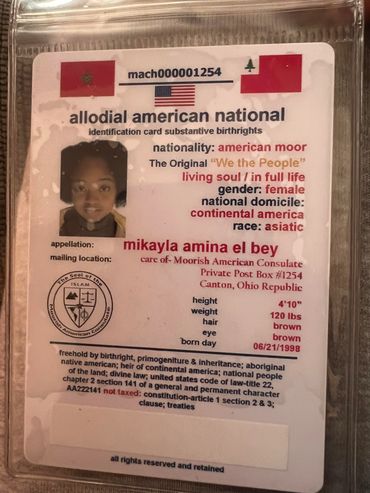 mach000001254
allodial american national
identification card substantive birthrights
nationality: american moor
The Original "We the People"
living soul / in full life
gender: female
national domicile:
continental america
race: asiatic
appellation: mikayla amina el bey
mailing location: care of- Moorish American Consulate
Private Post Box #1254
Canton, Ohio Republic
The Seal of the
I.S.L.A.M.
American Consulate
height 4'10"
weight 120 lbs
hair brown
eye brown
'born day 06/21/1998
freehold by birthright, primogeniture & inheritance; aboriginal
native american; heir of continental america; national people
of the land; divine law; united states code of law-title 22,
chapter 2 section 141 of a general and permanent character
AA222141 not taxed: constitution-article 1 section 2 & 3;
clause; treaties
all rights reserved and retained